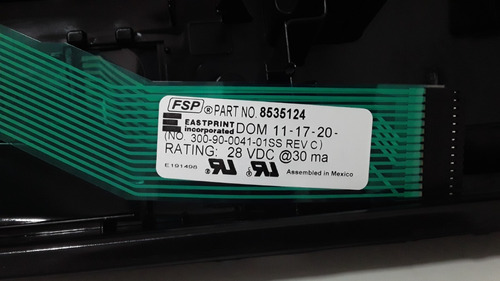 FSP ® PART NO. 8535124
EASTPRINT
incorporated DOM 11-17-20-
(NO. 300-90-0041-01SS REV C)
RATING: 28 VDC @30 ma
E191498 Assembled in Mexico